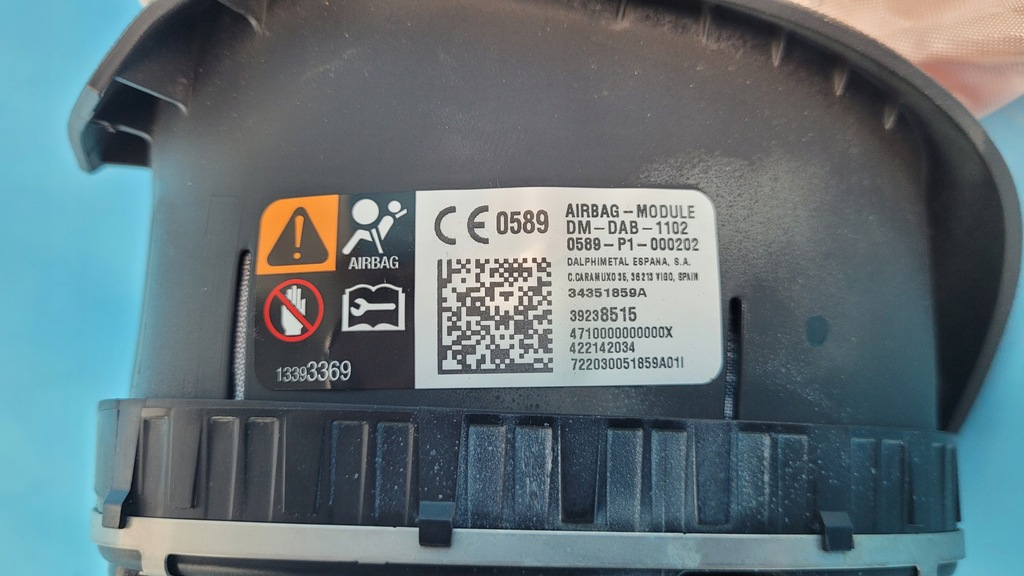 AIRBAG
13393369
CE 0589
AIRBAG-MODULE
DM-DAB-1102
0589-P1-000202
DALPHIMETAL ESPANA, S.A.
C.CARAMUXO 35, 36213 VIGO, SPAIN
34351859A
39238515
4710000000000X
422142034
722030051859A01I